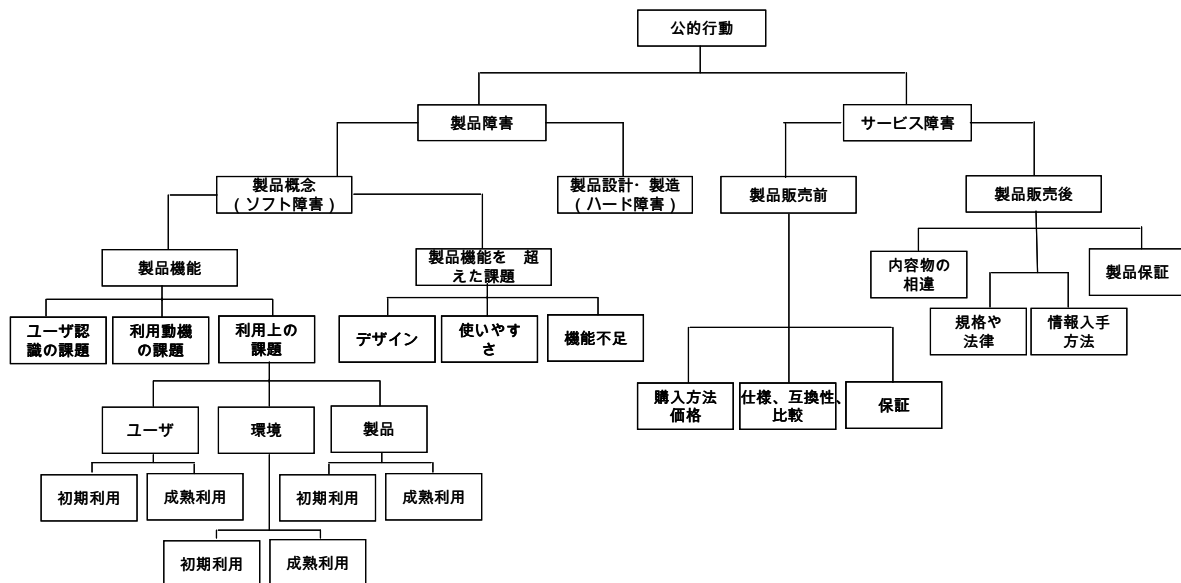 公的行動
製品障害
サービス障害
製品概念
(ソフト障害)
製品設計・製造
(ハード障害)
製品販売前
製品販売後
製品機能
製品機能を 超
えた課題
内容物の
相違
製品保証
ユーザ認
識の課題
利用動機
の課題
利用上の
課題
デザイン
使いやす
さ
機能不足
規格や
法律
情報入手
方法
購入方法
価格
仕様、互換性、
比較
保証
ユーザ
環境
製品
初期利用
成熟利用
初期利用
成熟利用
初期利用
成熟利用